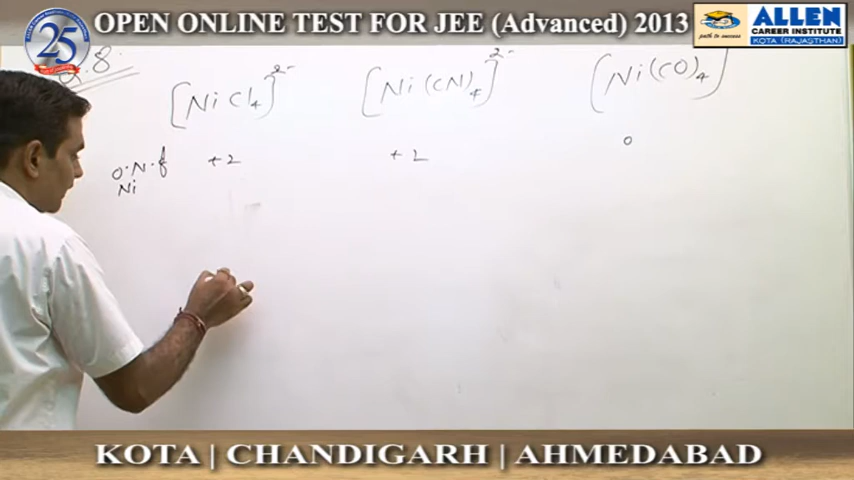 OPEN ONLINE TEST FOR JEE (Advanced) 2013
path to success
ALLEN
CAREER INSTITUTE
KOTA (RAJASTHAN)
25
Q.8.
[NiCl₄]²⁻ [Ni(CN)₄]²⁻ [Ni(CO)₄]
O.N. of +2 +2 0
Ni
KOTA | CHANDIGARH | AHMEDABAD